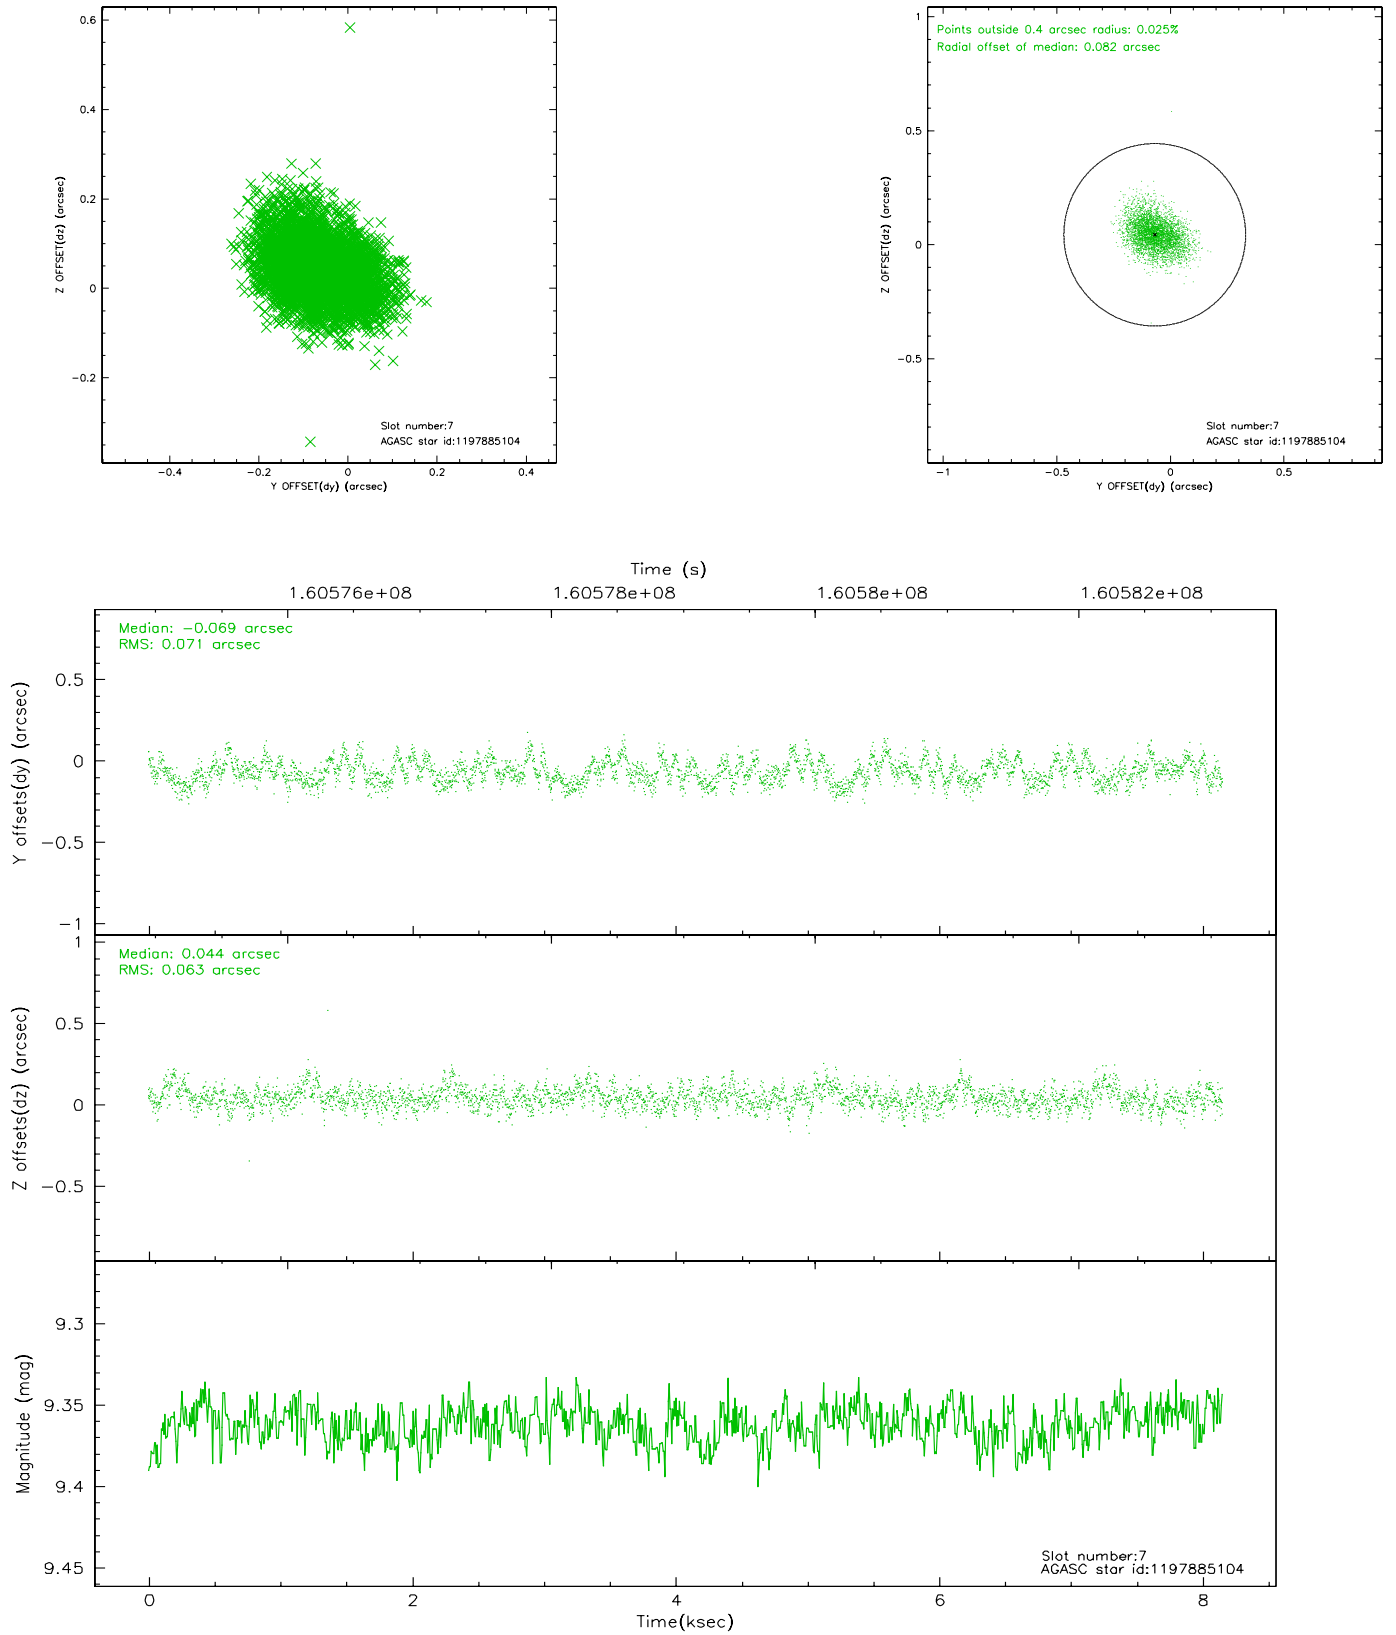 0.6
0.4
0.2
0
−0.2
Z OFFSET(dz) (arcsec)
−0.4
−0.2
0
0.2
0.4
Y OFFSET(dy) (arcsec)
Slot number:7
AGASC star id:1197885104
Points outside 0.4 arcsec radius: 0.025%
Radial offset of median: 0.082 arcsec
1
0.5
0
−0.5
Z OFFSET(dz) (arcsec)
−1
−0.5
0
0.5
Y OFFSET(dy) (arcsec)
Slot number:7
AGASC star id:1197885104
Time (s)
1.60576e+08
1.60578e+08
1.6058e+08
1.60582e+08
Median: −0.069 arcsec
RMS: 0.071 arcsec
0.5
0
−0.5
−1
Y offsets(dy) (arcsec)
Median: 0.044 arcsec
RMS: 0.063 arcsec
1
0.5
0
−0.5
Z offsets(dz) (arcsec)
9.3
9.35
9.4
9.45
Magnitude (mag)
Slot number:7
AGASC star id:1197885104
0
2
4
6
8
Time(ksec)